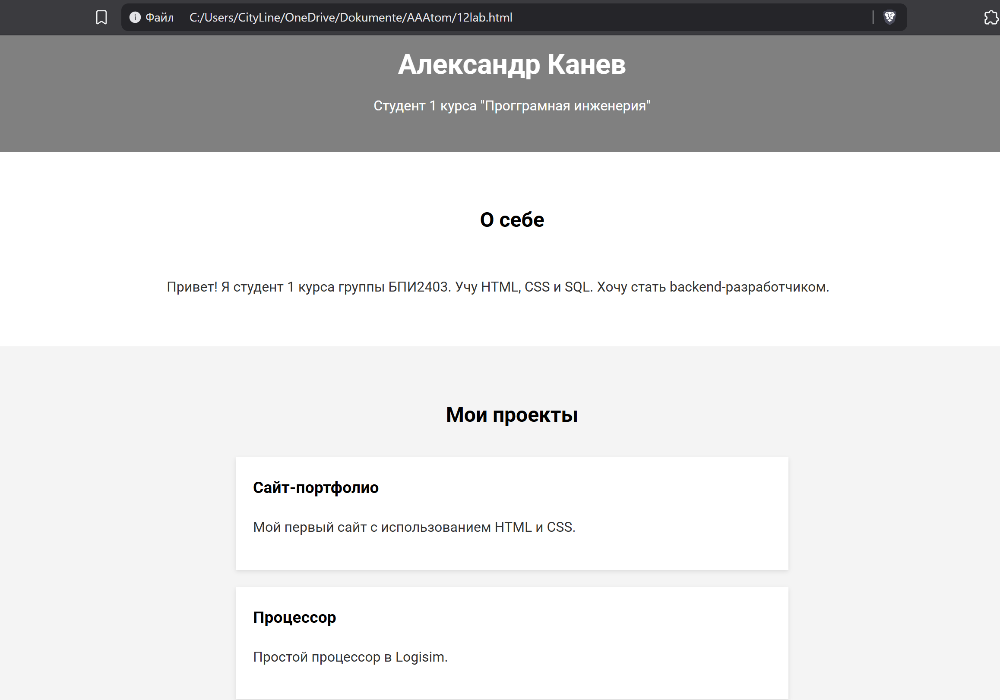 Файл C:/Users/CityLine/OneDrive/Dokumente/AAAtom/12lab.html
Александр Канев
Студент 1 курса "Прогграмная инженерия"
О себе
Привет! Я студент 1 курса группы БПИ2403. Учу HTML, CSS и SQL. Хочу стать backend-разработчиком.
Мои проекты
Сайт-портфолио
Мой первый сайт с использованием HTML и CSS.
Процессор
Простой процессор в Logisim.